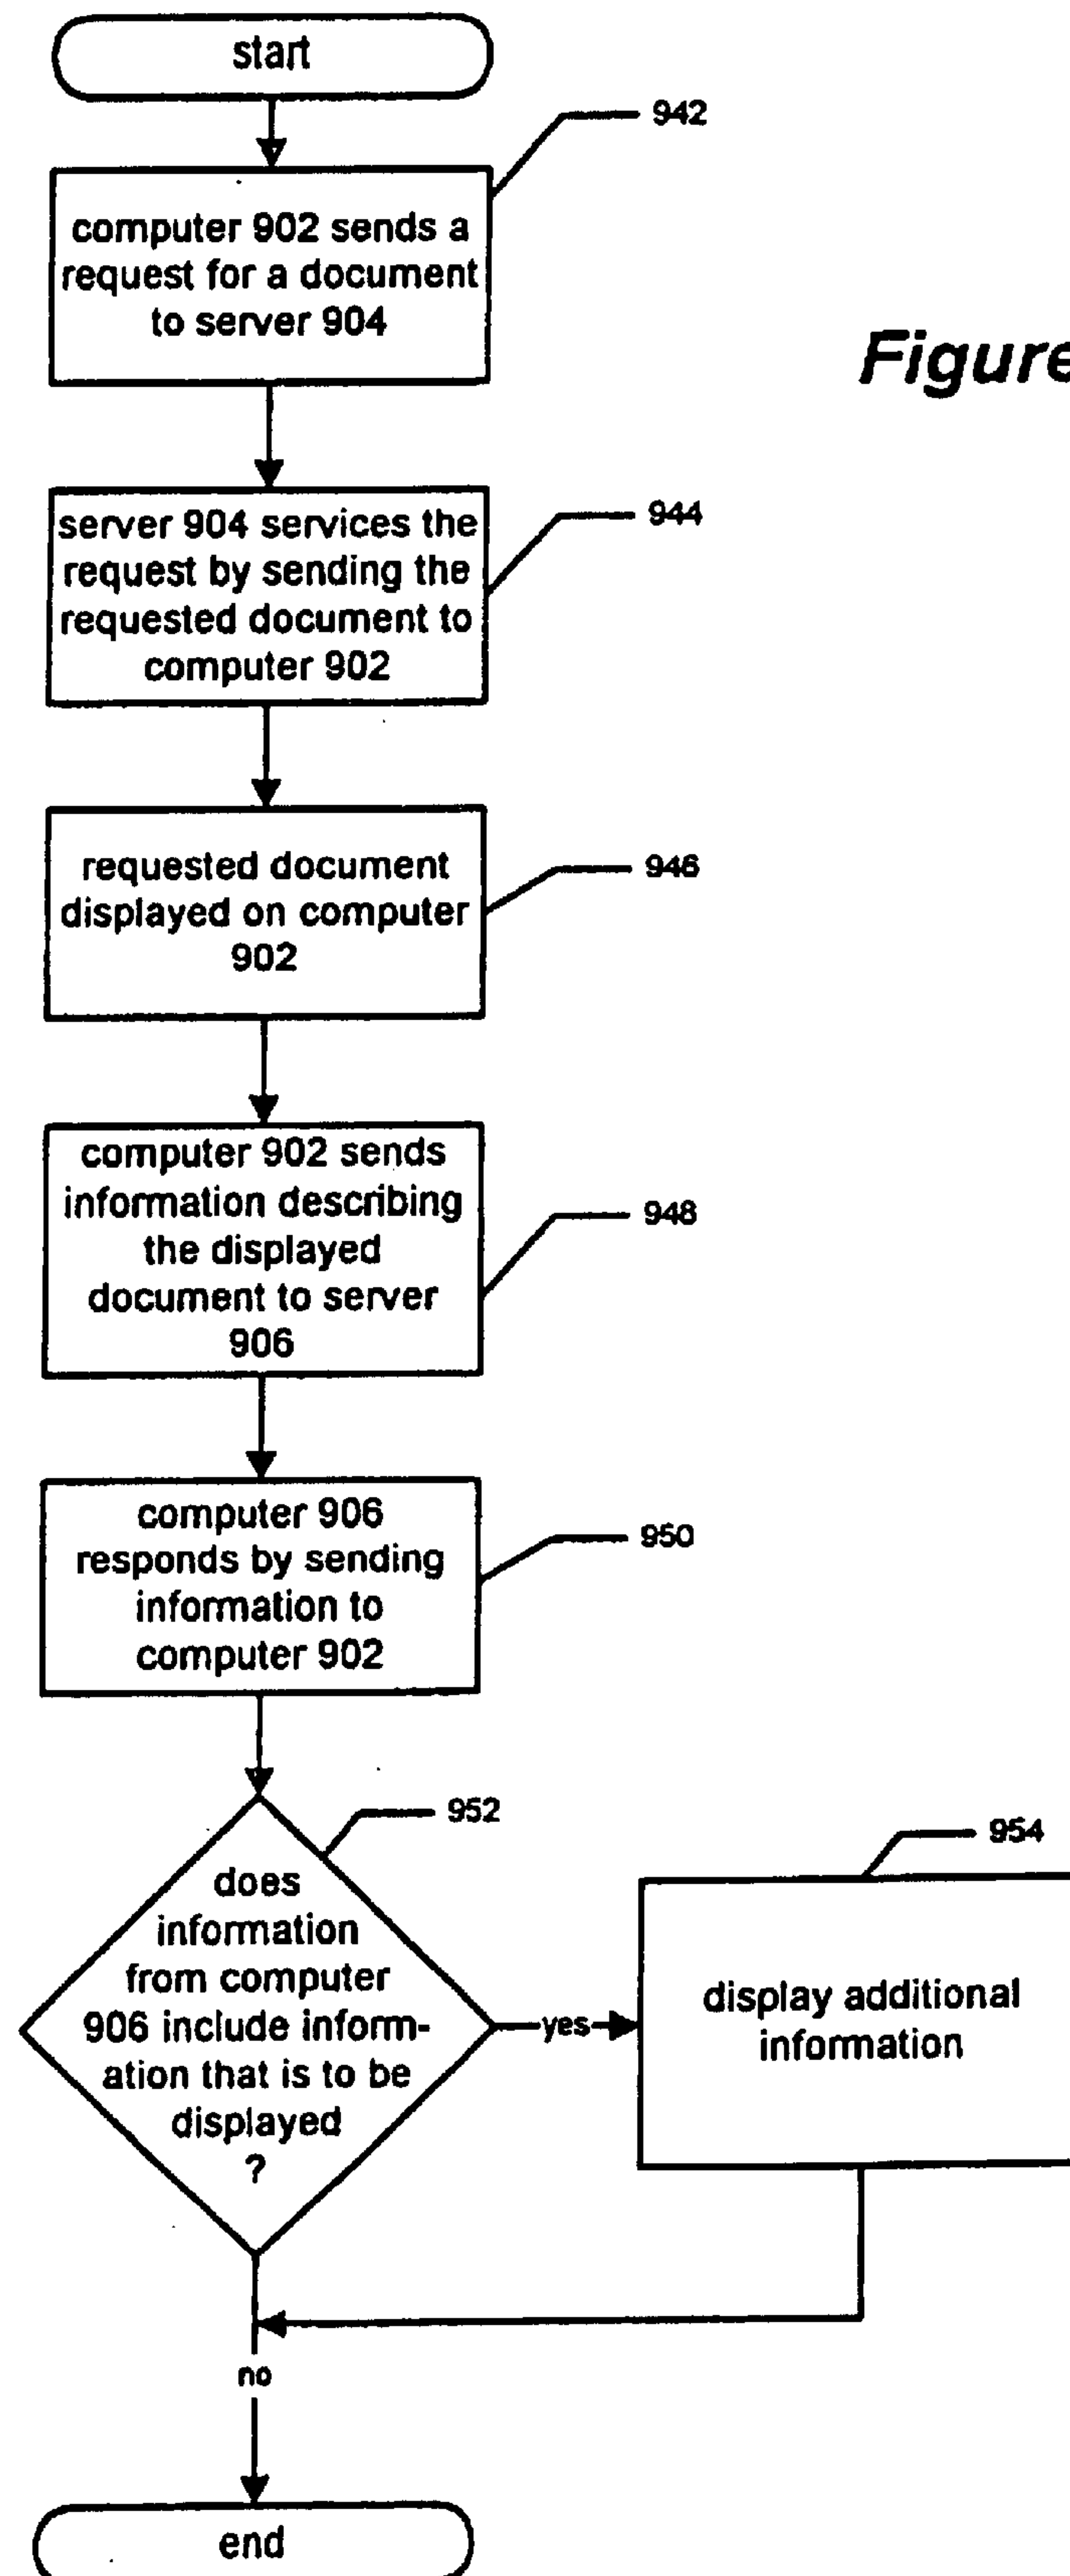 start
942
computer 902 sends a
request for a document
to server 904
Figure
server 904 services the
request by sending the
requested document to
computer 902
944
requested document
displayed on computer
902
946
computer 902 sends
information describing
the displayed
document to server
906
948
computer 906
responds by sending
information to
computer 902
950
952
does
information
from computer
906 include inform-
ation that is to be
displayed
?
yes
954
display additional
information
no
end